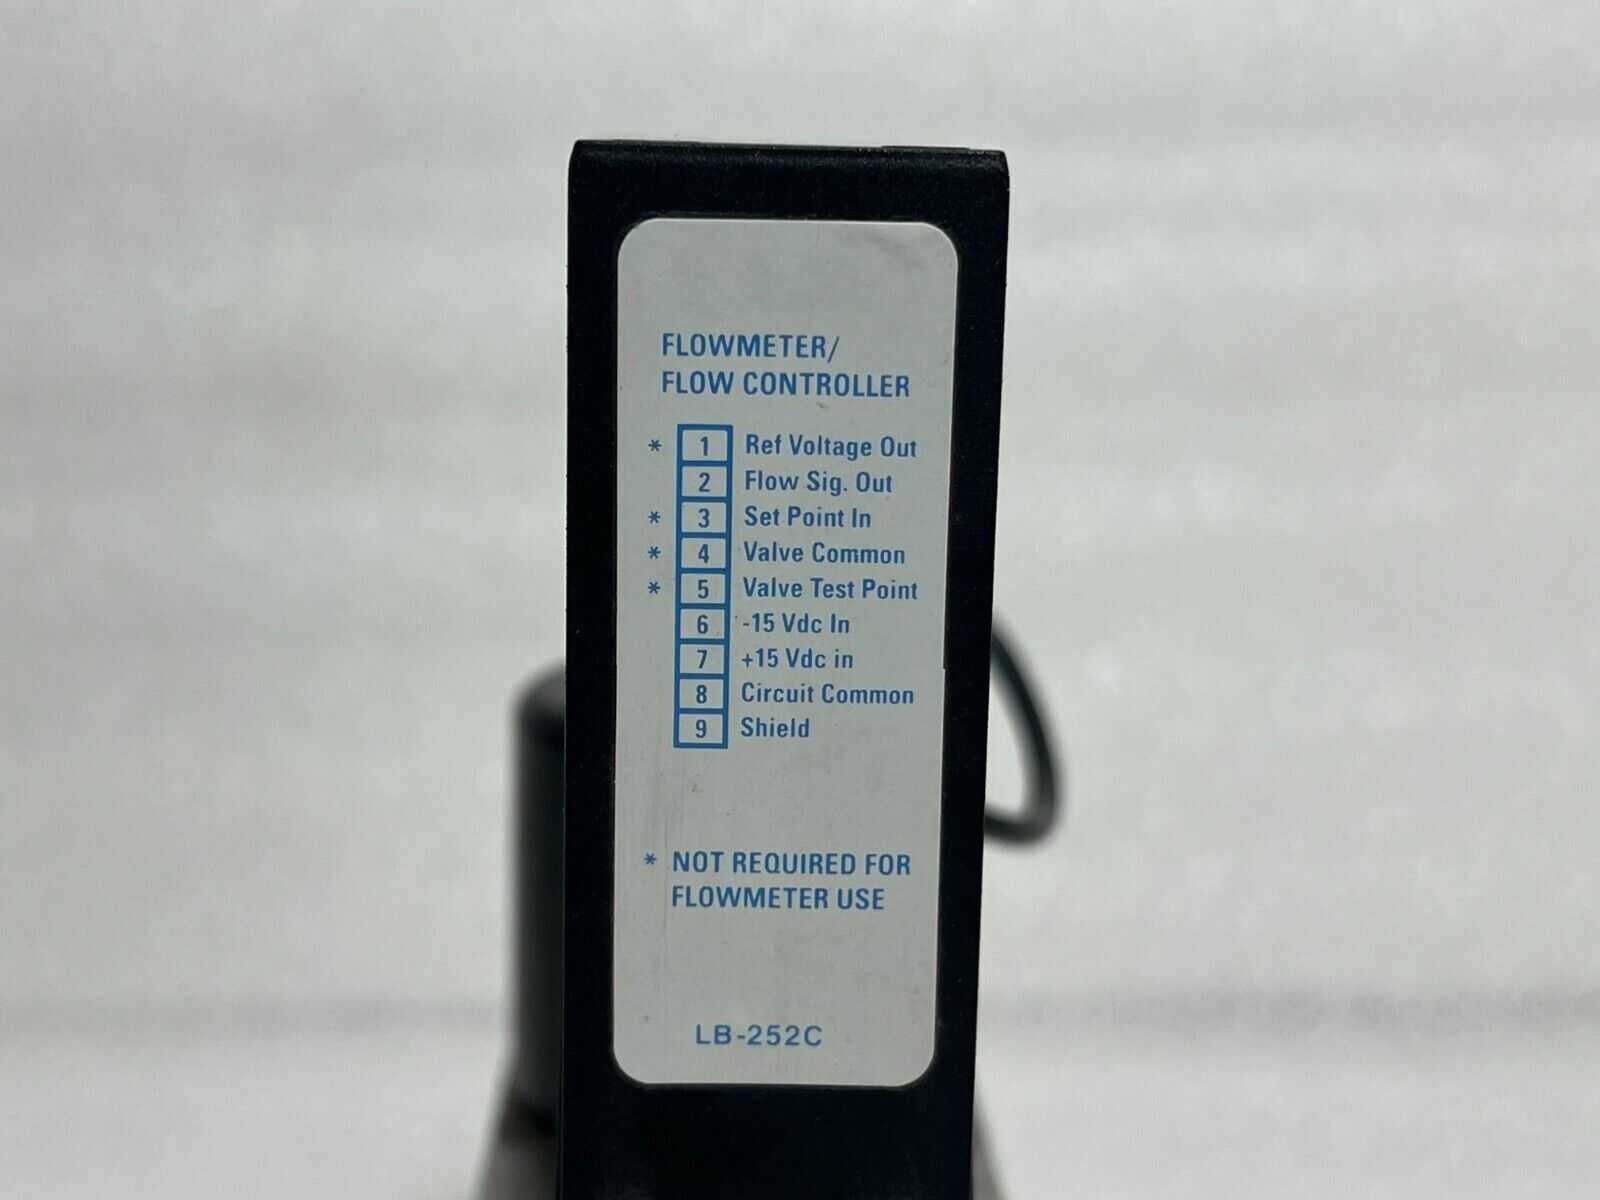 FLOWMETER/
FLOW CONTROLLER
* 1 Ref Voltage Out
2 Flow Sig. Out
* 3 Set Point In
* 4 Valve Common
* 5 Valve Test Point
6 -15 Vdc In
7 +15 Vdc in
8 Circuit Common
9 Shield
* NOT REQUIRED FOR
FLOWMETER USE
LB-252C